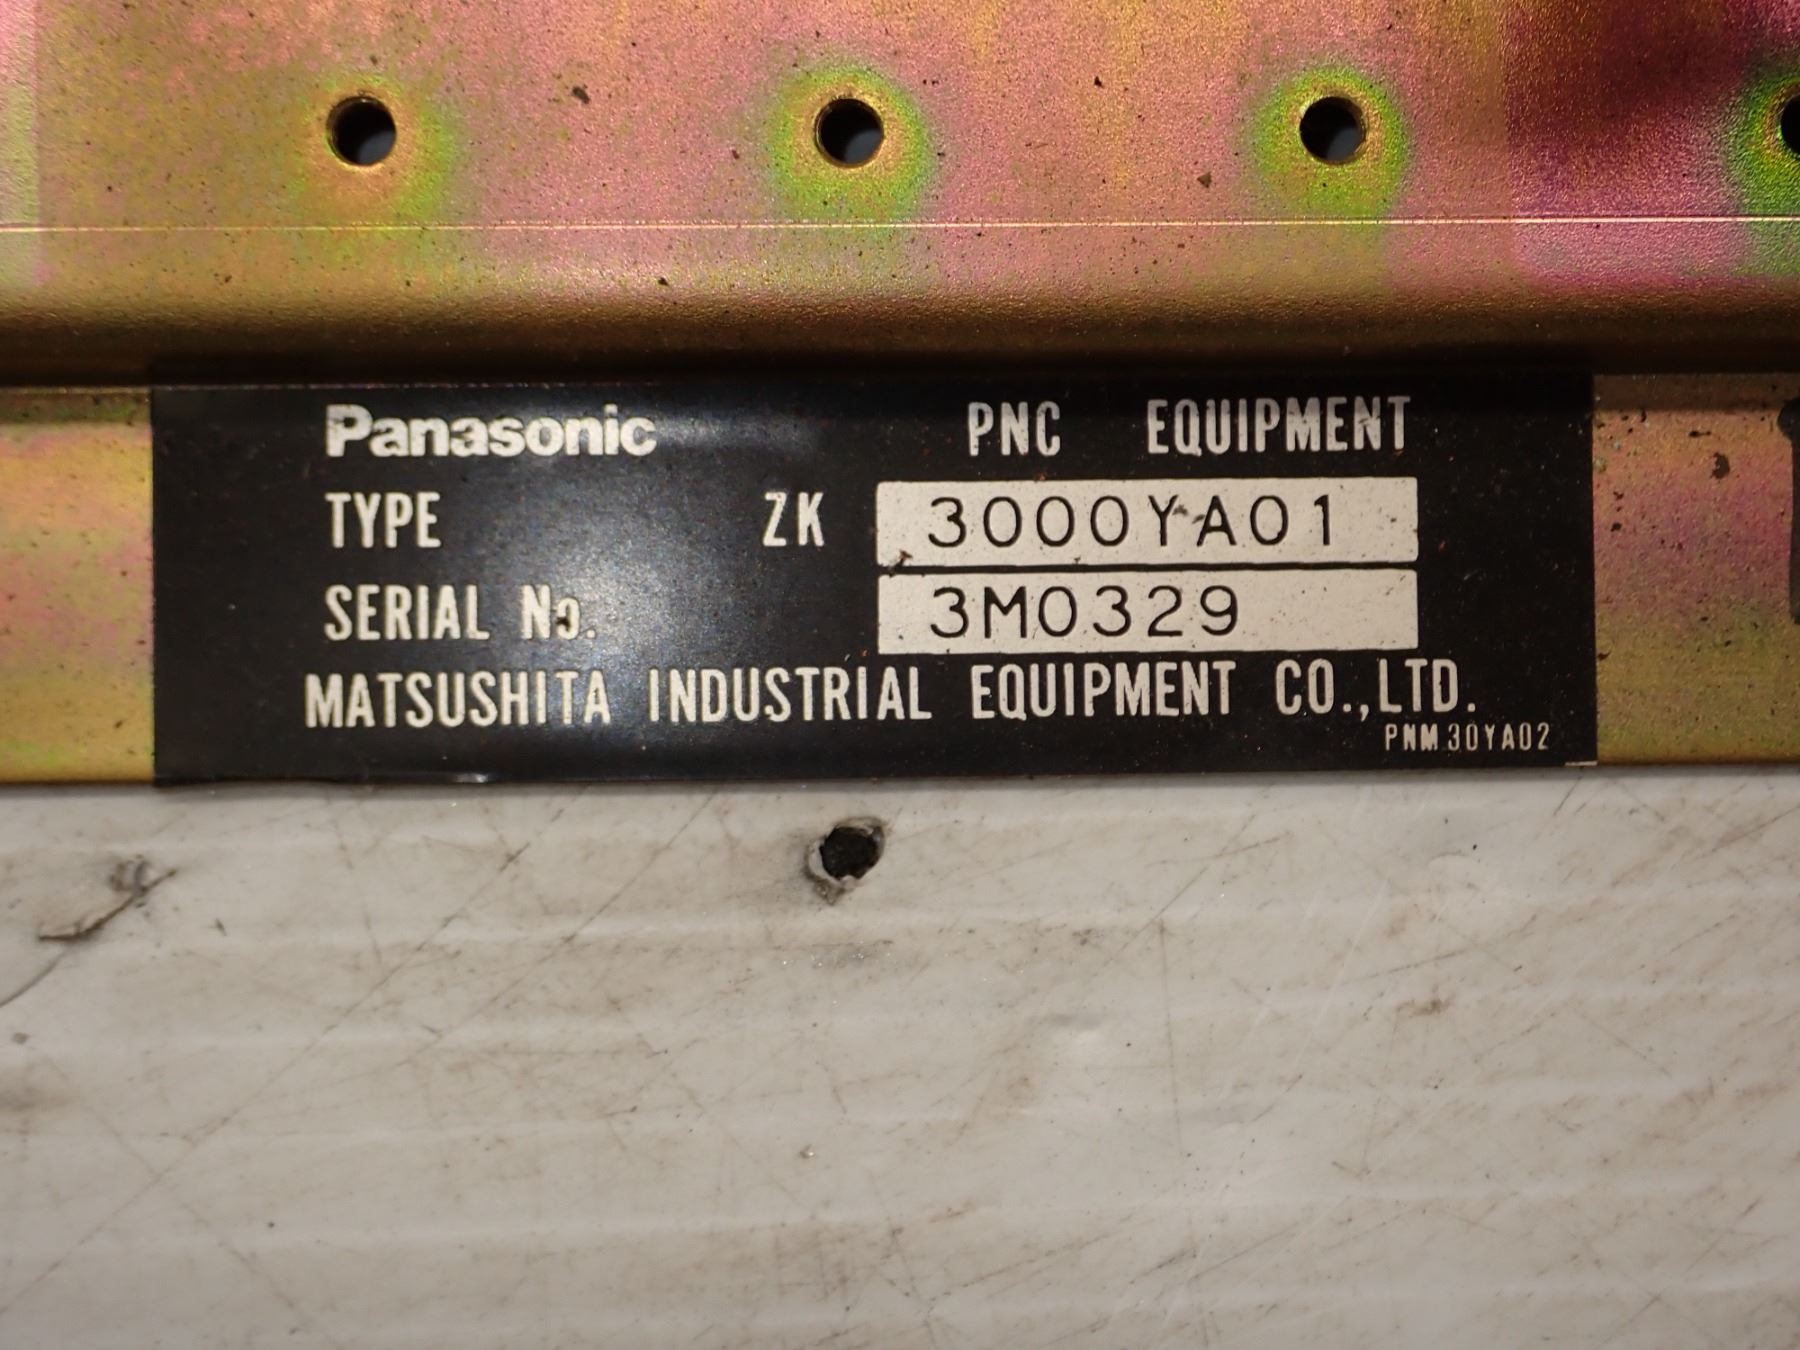 Panasonic PNC EQUIPMENT
TYPE ZK 3000YA01
SERIAL No. 3M0329
MATSUSHITA INDUSTRIAL EQUIPMENT CO.,LTD.
PNM30YA02